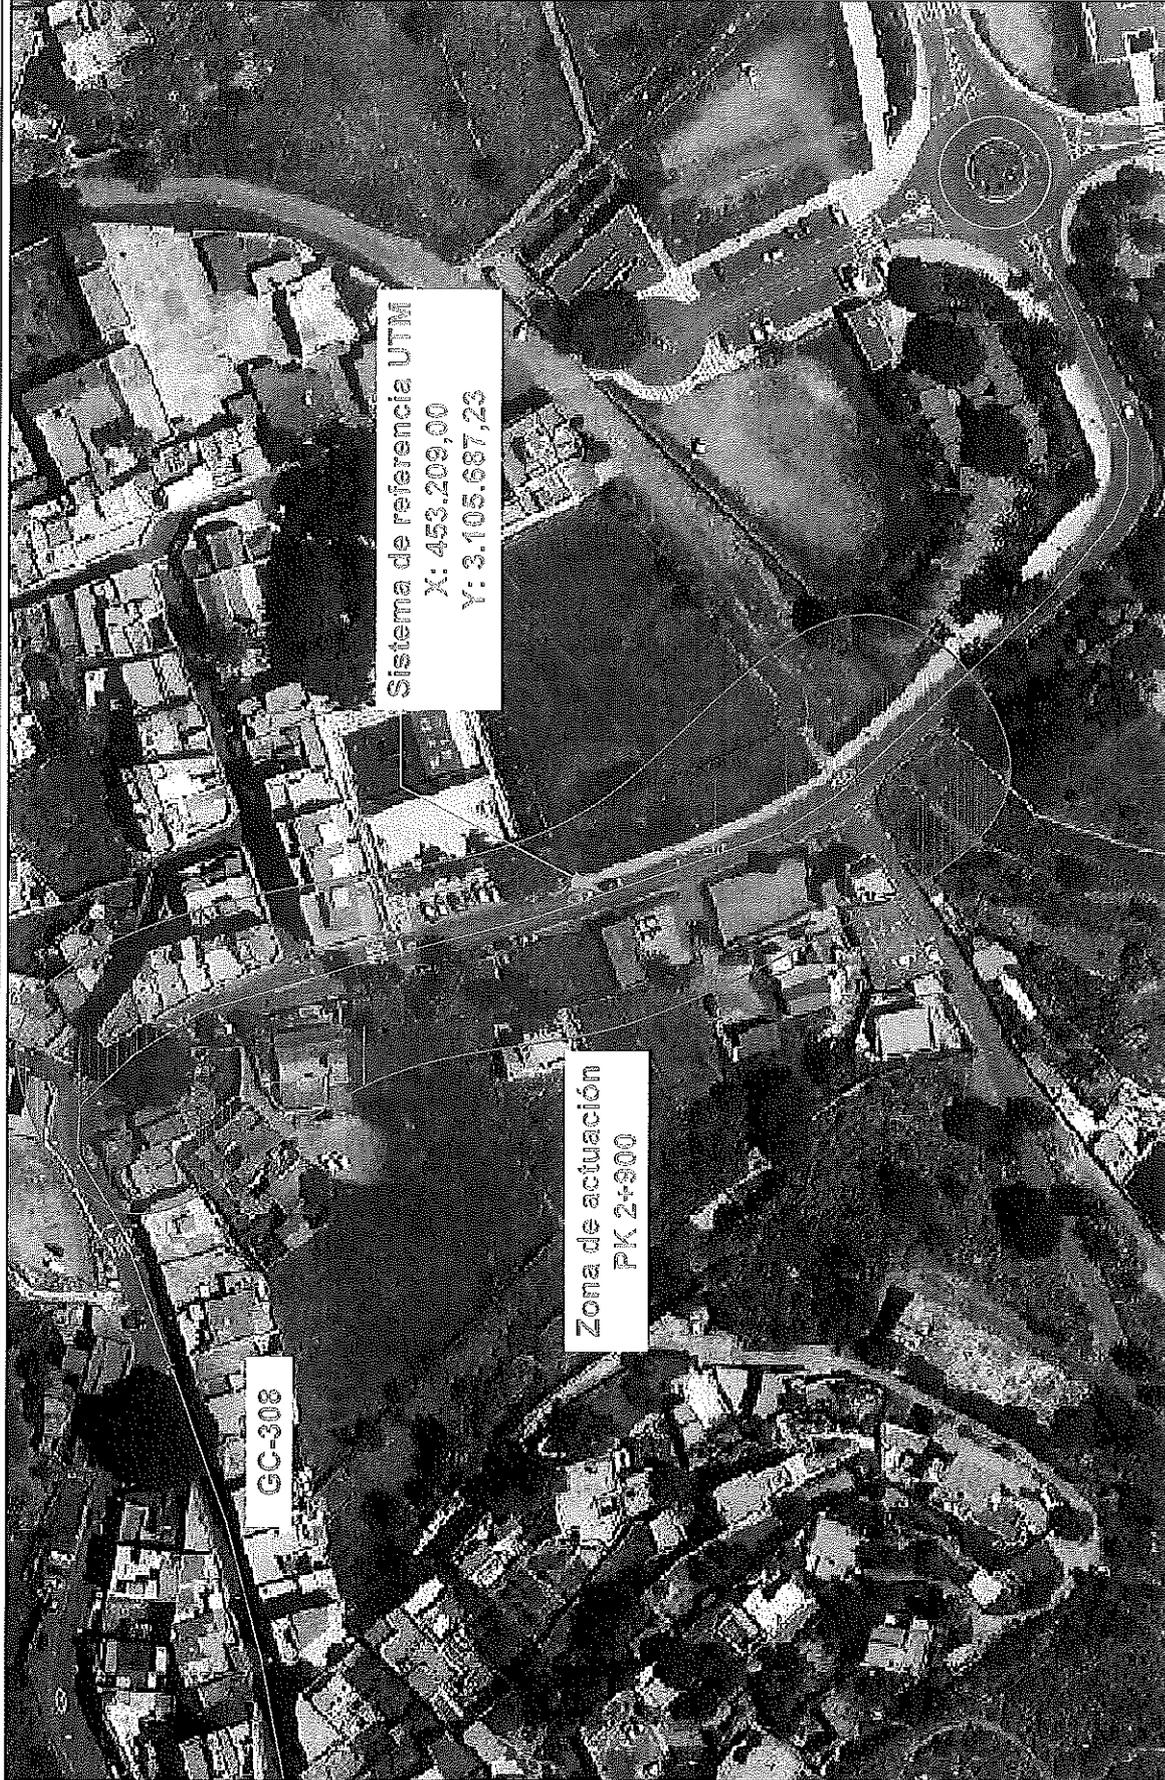 Sistema de referencia UTM
X: 453.209,00
Y: 3.105.687,23
Zona de actuación
PK 2+900
GC-308